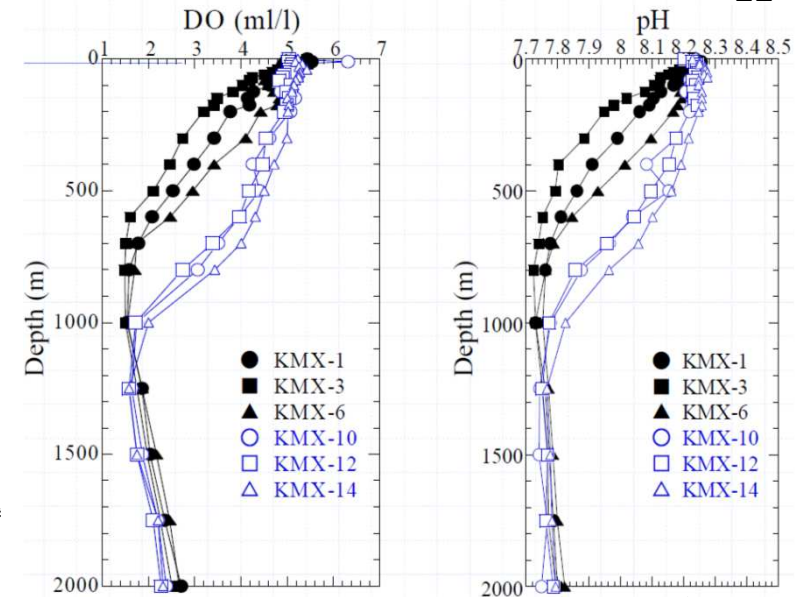 DO (ml/l)
1 2 3 4 5 6 7
0
500
1000
1500
2000
Depth (m)
KMX-1
KMX-3
KMX-6
KMX-10
KMX-12
KMX-14
pH
7.7 7.8 7.9 8 8.1 8.2 8.3 8.4 8.5
0
500
1000
1500
2000
Depth (m)
KMX-1
KMX-3
KMX-6
KMX-10
KMX-12
KMX-14